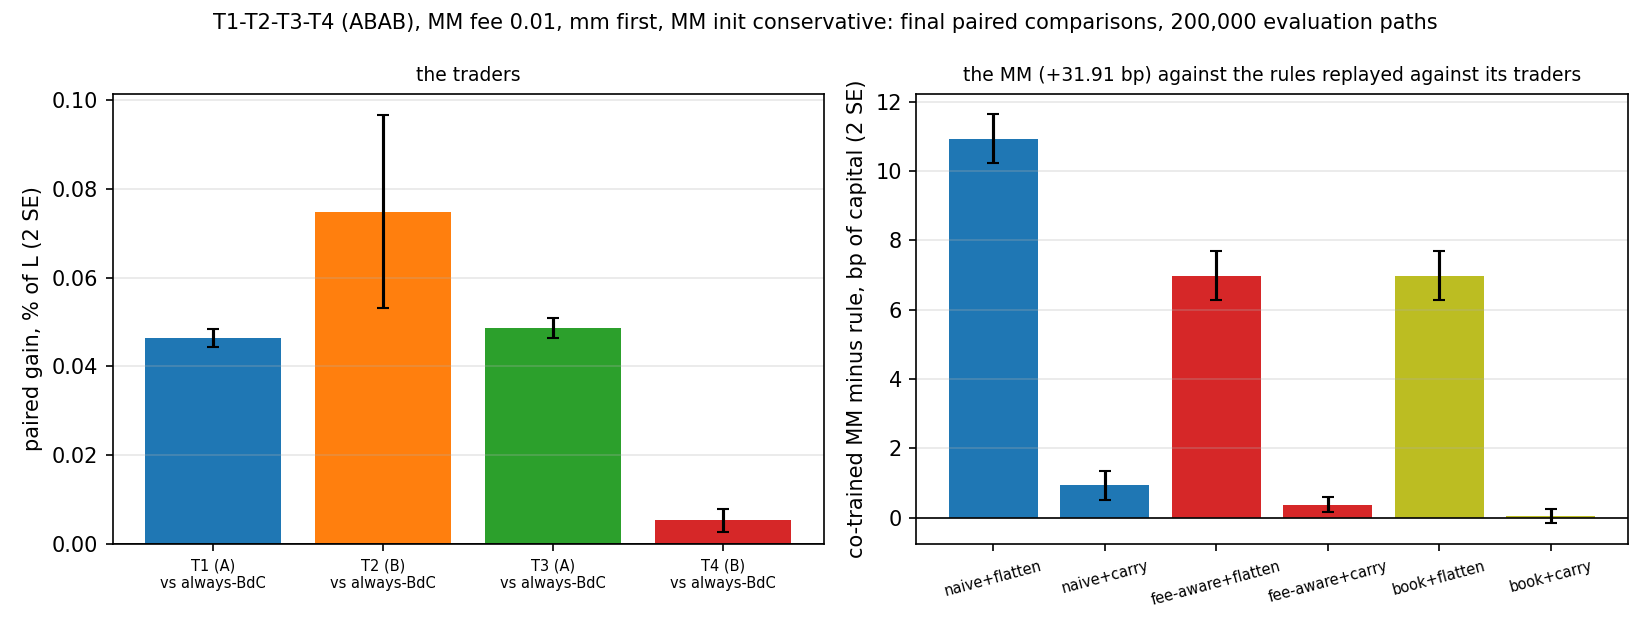 T1-T2-T3-T4 (ABAB), MM fee 0.01, mm first, MM init conservative: final paired comparisons, 200,000 evaluation paths
the traders
paired gain, % of L (2 SE)
0.10
0.08
0.06
0.04
0.02
0.00
T1 (A)
vs always-BdC
T2 (B)
vs always-BdC
T3 (A)
vs always-BdC
T4 (B)
vs always-BdC
the MM (+31.91 bp) against the rules replayed against its traders
co-trained MM minus rule, bp of capital (2 SE)
12
10
8
6
4
2
0
naive+flatten
naive+carry
fee-aware+flatten
fee-aware+carry
book+flatten
book+carry